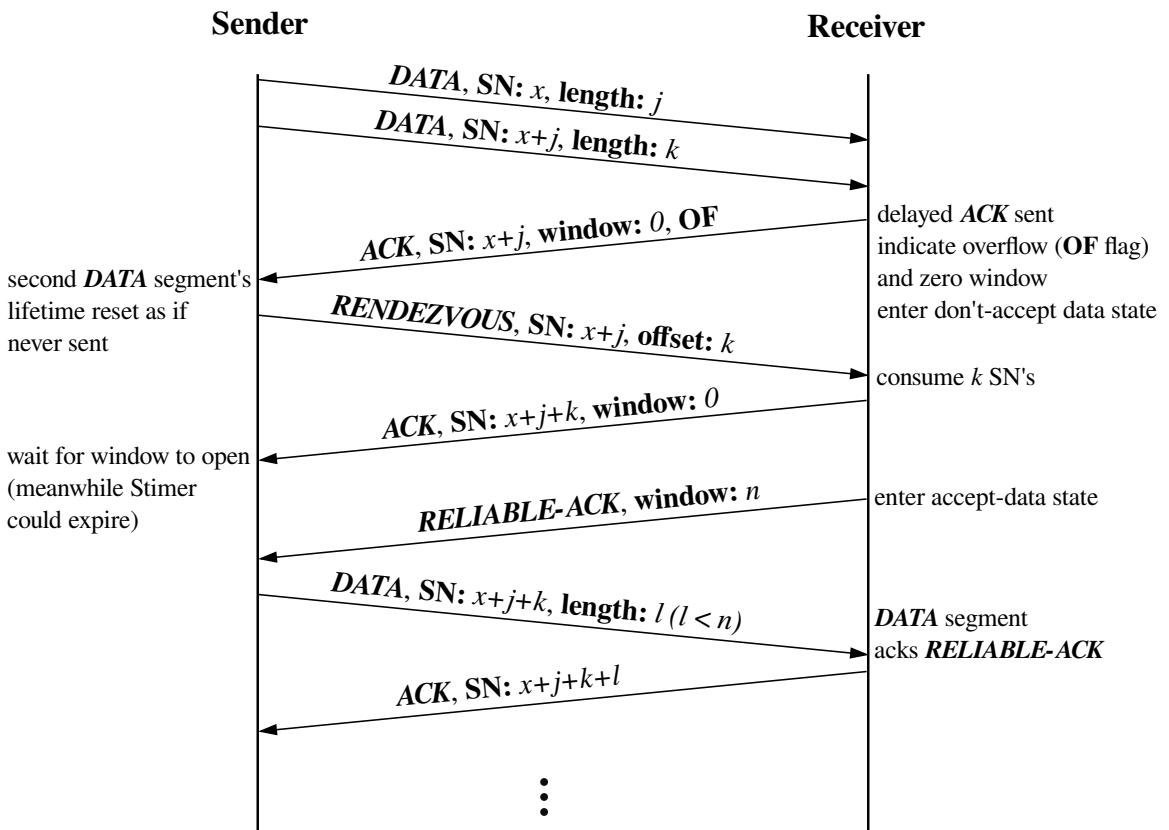 Sender
Receiver
DATA, SN: x, length: j
DATA, SN: x+j, length: k
ACK, SN: x+j, window: 0, OF
delayed ACK sent
indicate overflow (OF flag)
and zero window
enter don't-accept data state
second DATA segment's
lifetime reset as if
never sent
RENDEZVOUS, SN: x+j, offset: k
consume k SN's
ACK, SN: x+j+k, window: 0
wait for window to open
(meanwhile Stimer
could expire)
RELIABLE-ACK, window: n
enter accept-data state
DATA, SN: x+j+k, length: l (l < n)
DATA segment
acks RELIABLE-ACK
ACK, SN: x+j+k+l